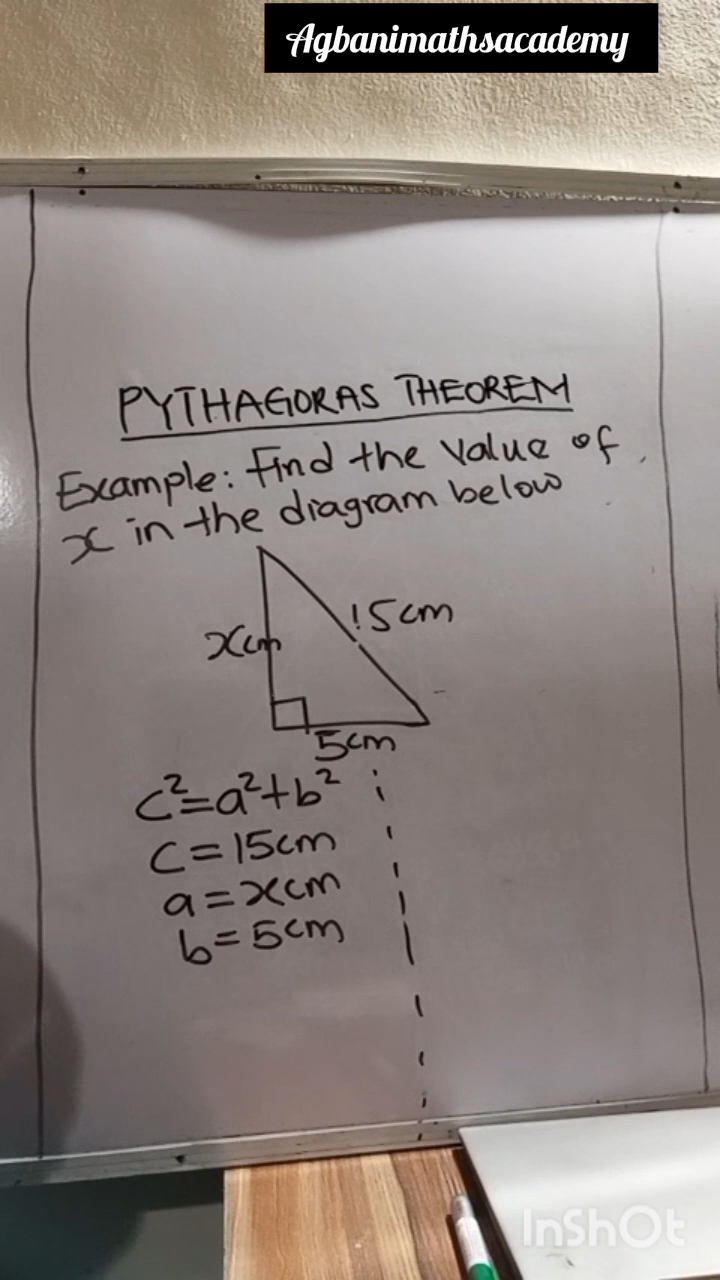 Agbanimathsacademy
PYTHAGORAS THEOREM
Example: Find the value of
x in the diagram below
xcm
15cm
5cm
c²=a²+b²
c=15cm
a=xcm
b=5cm
InShOt